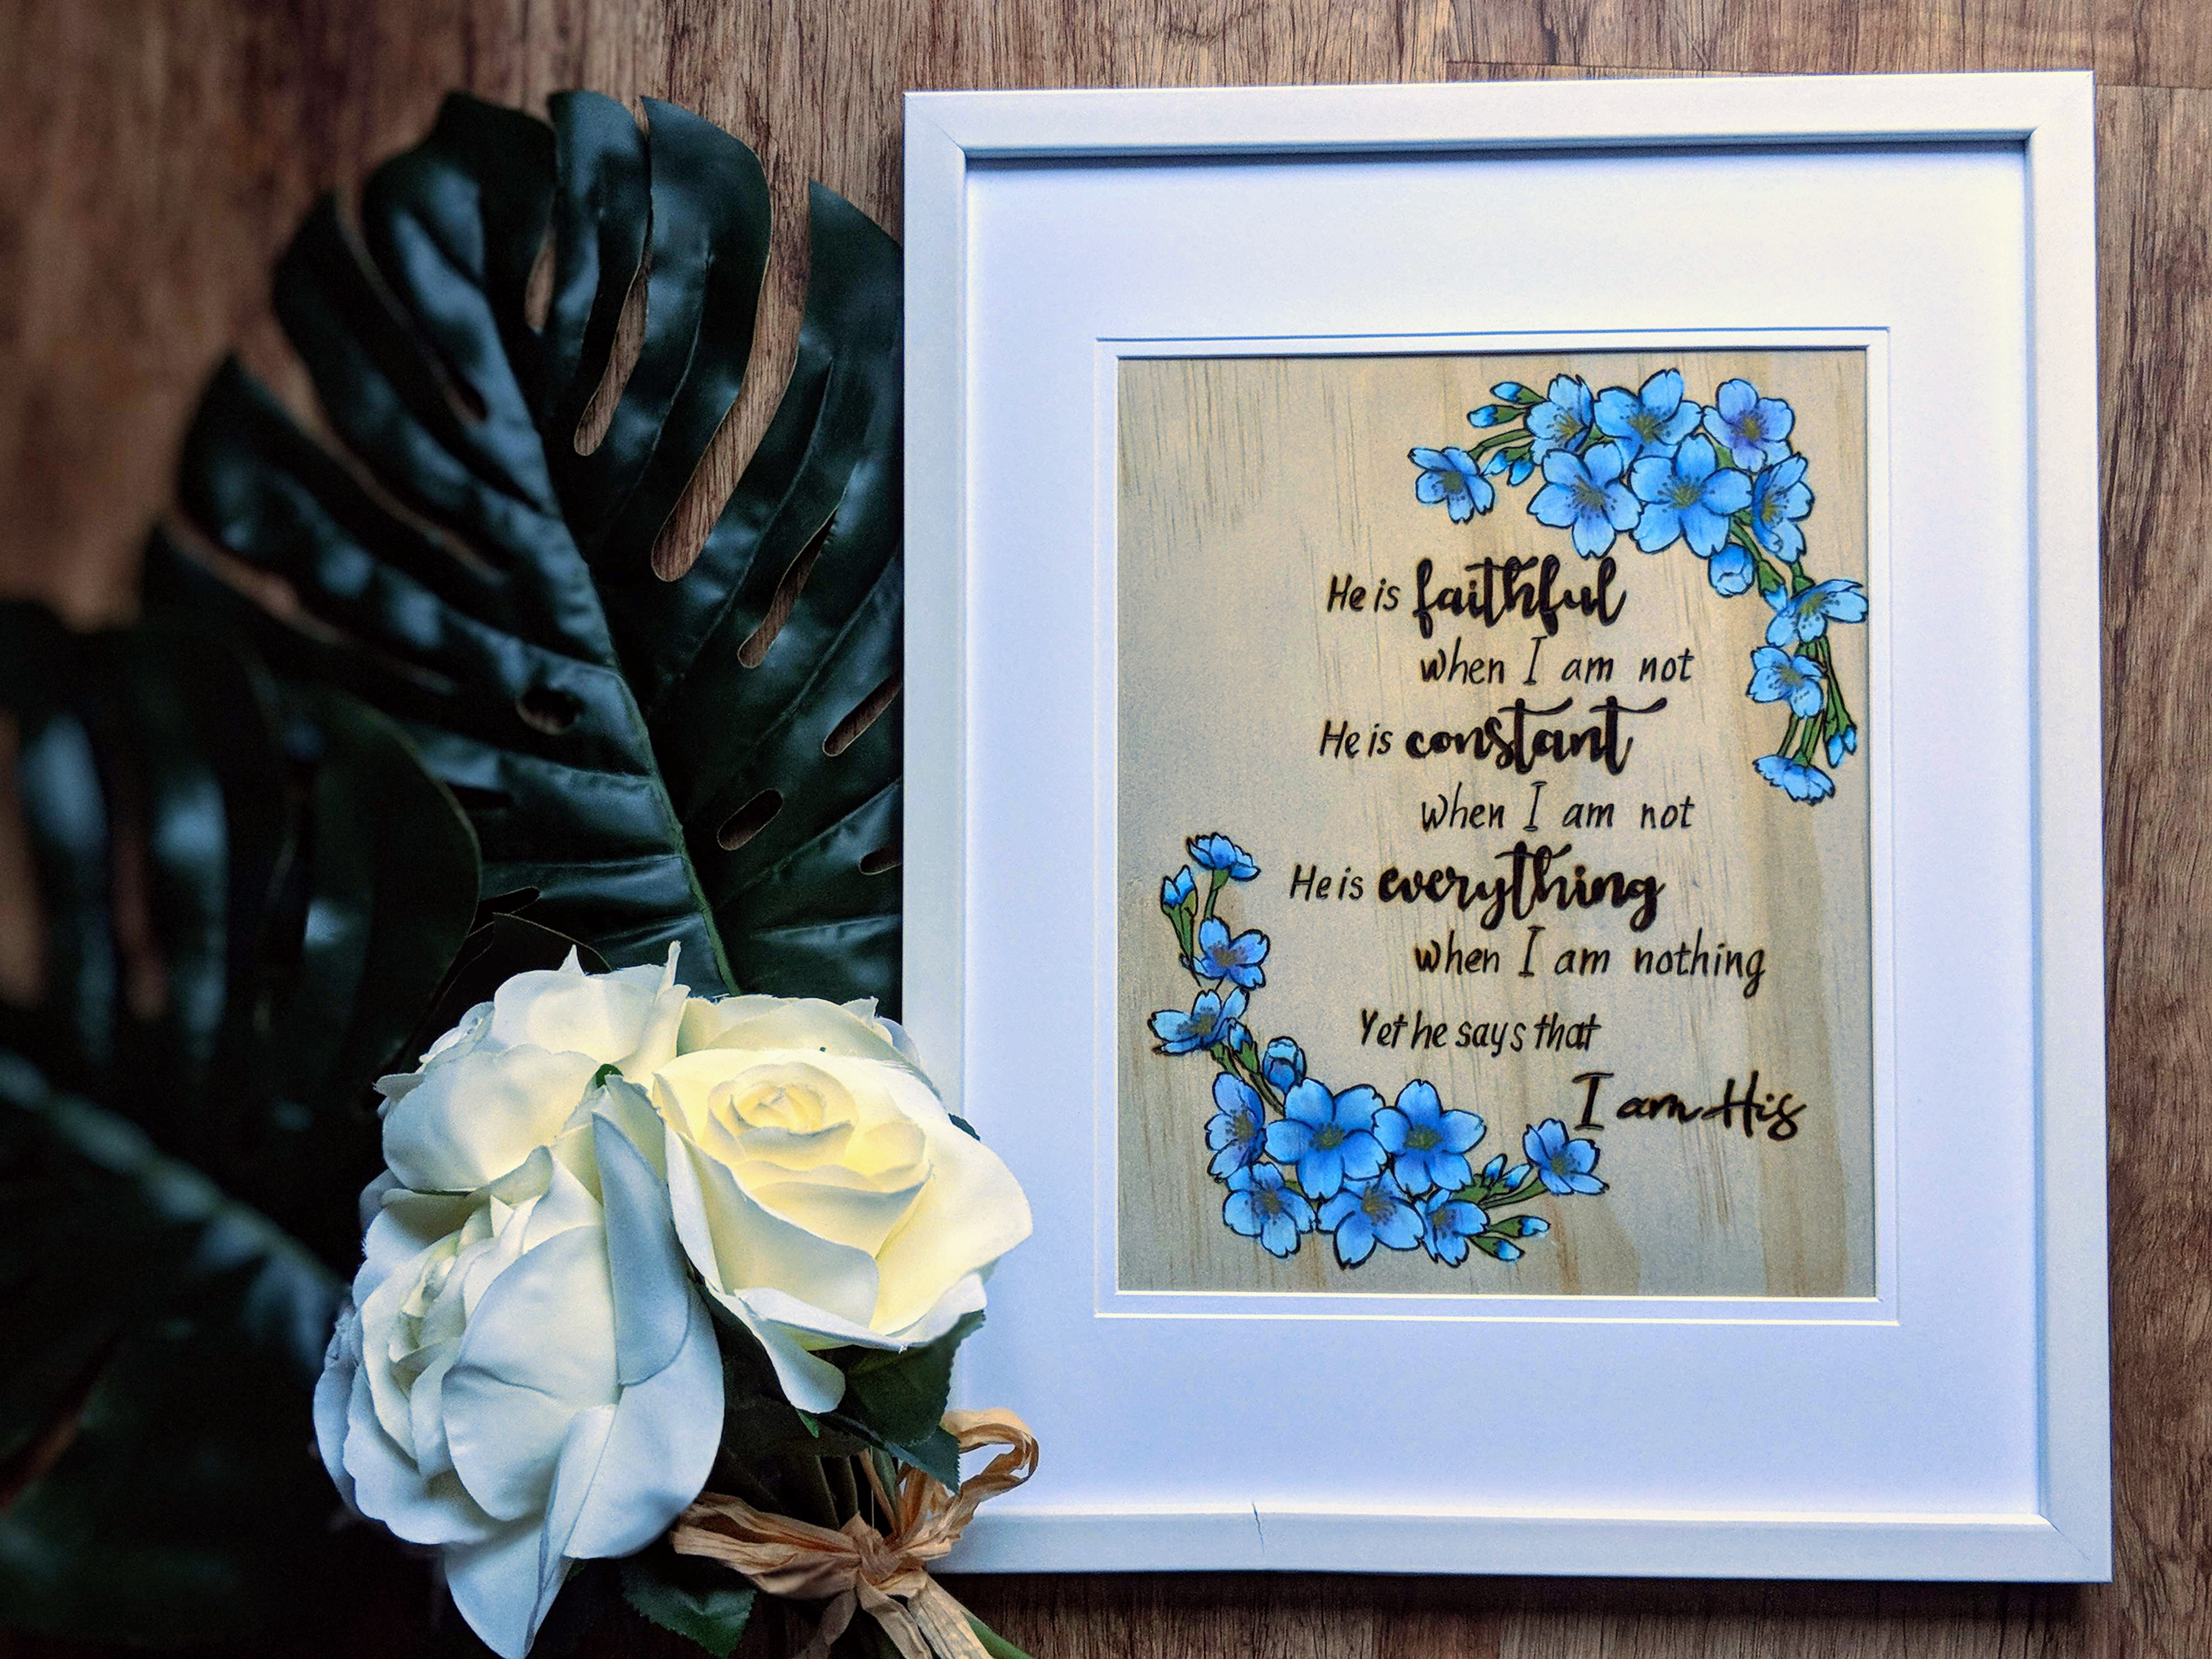 He is faithful
when I am not
He is constant
when I am not
He is everything
when I am nothing
Yet he says that
I am His